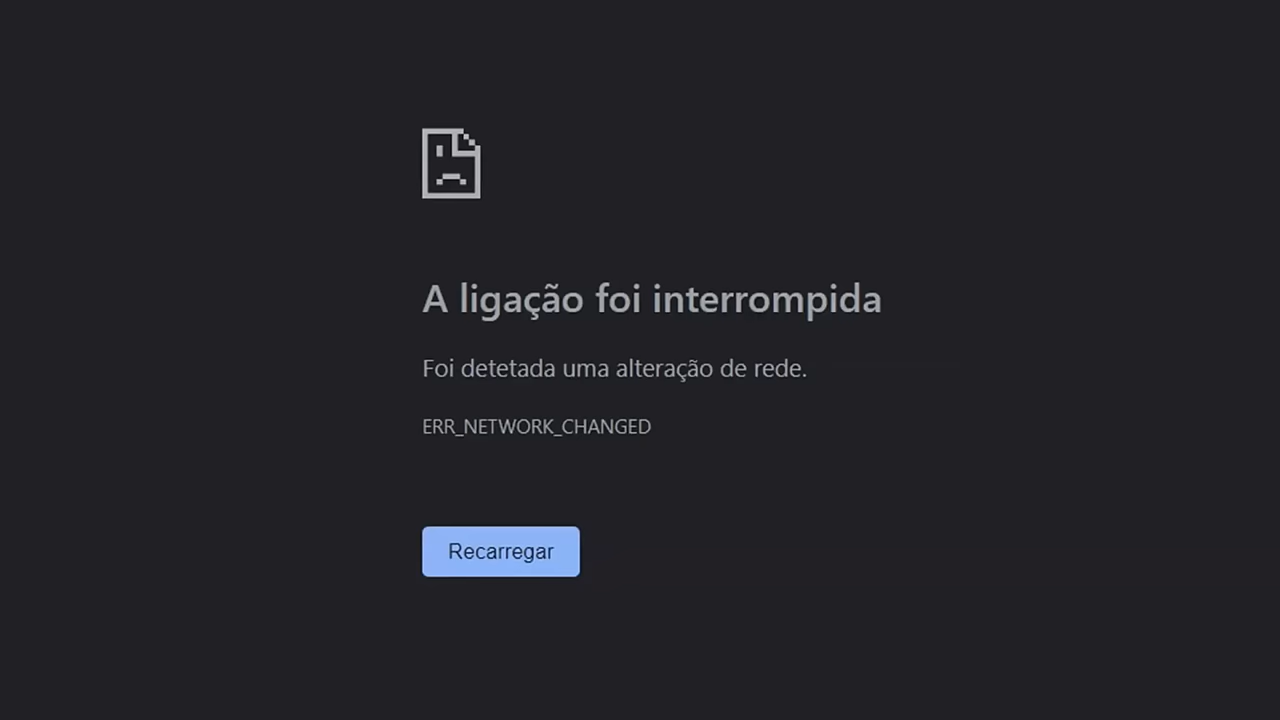 A ligação foi interrompida
Foi detetada uma alteração de rede.
ERR_NETWORK_CHANGED
Recarregar